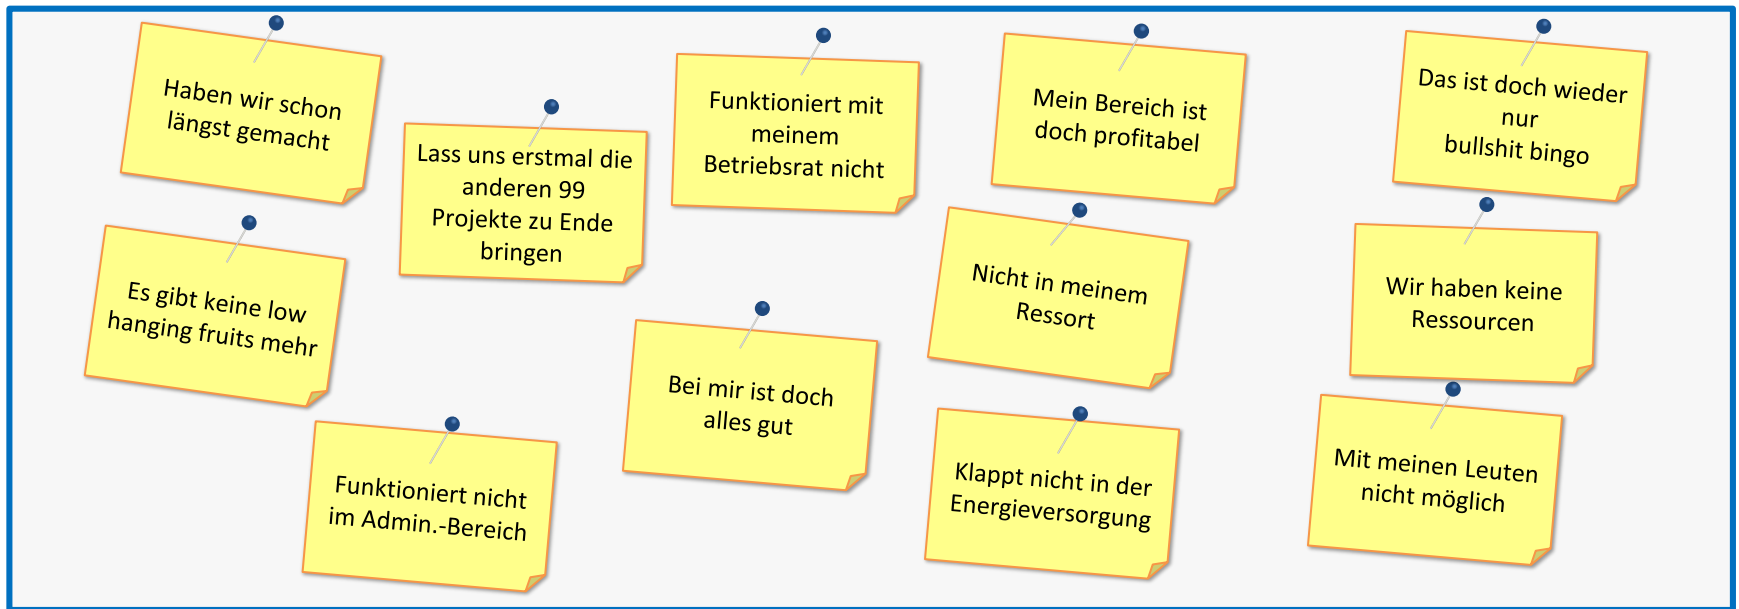 Haben wir schon
längst gemacht
Lass uns erstmal die
anderen 99
Projekte zu Ende
bringen
Funktioniert mit
meinem
Betriebsrat nicht
Mein Bereich ist
doch profitabel
Das ist doch wieder
nur
bullshit bingo
Es gibt keine low
hanging fruits mehr
Nicht in meinem
Ressort
Wir haben keine
Ressourcen
Bei mir ist doch
alles gut
Funktioniert nicht
im Admin.-Bereich
Klappt nicht in der
Energieversorgung
Mit meinen Leuten
nicht möglich